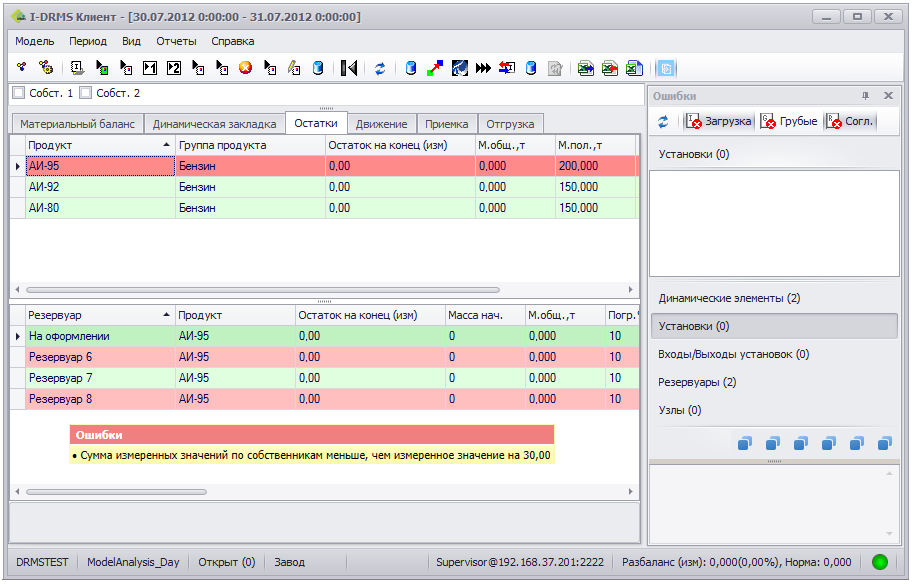 I-DRMS Клиент - [30.07.2012 0:00:00 - 31.07.2012 0:00:00]
Модель Период Вид Отчеты Справка
Собст. 1 Собст. 2
Материальный баланс Динамическая закладка Остатки Движение Приемка Отгрузка
Продукт Группа продукта Остаток на конец (изм) М.общ.,т М.пол.,т
АИ-95 Бензин 0,00 0,000 200,000
АИ-92 Бензин 0,00 0,000 150,000
АИ-80 Бензин 0,00 0,000 150,000
Резервуар Продукт Остаток на конец (изм) Масса нач. М.общ.,т Погр.%
На оформлении АИ-95 0,00 0 0,000 10
Резервуар 6 АИ-95 0,00 0 0,000 10
Резервуар 7 АИ-95 0,00 0 0,000 10
Резервуар 8 АИ-95 0,00 0 0,000 10
Ошибки
• Сумма измеренных значений по собственникам меньше, чем измеренное значение на 30,00
Ошибки
Загрузка Грубые Согл.
Установки (0)
Динамические элементы (2)
Установки (0)
Входы/Выходы установок (0)
Резервуары (2)
Узлы (0)
DRMSTEST ModelAnalysis_Day Открыт (0) Завод Supervisor@192.168.37.201:2222 Разбаланс (изм): 0,000(0,00%), Норма: 0,000